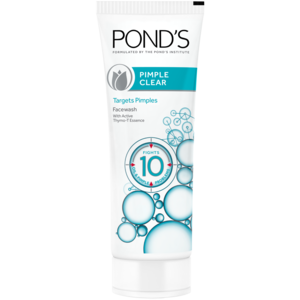 POND'S
FORMULATED BY THE POND'S INSTITUTE
PIMPLE
CLEAR
Targets Pimples
Facewash
With Active
Thymo-T Essence
FIGHTS
10